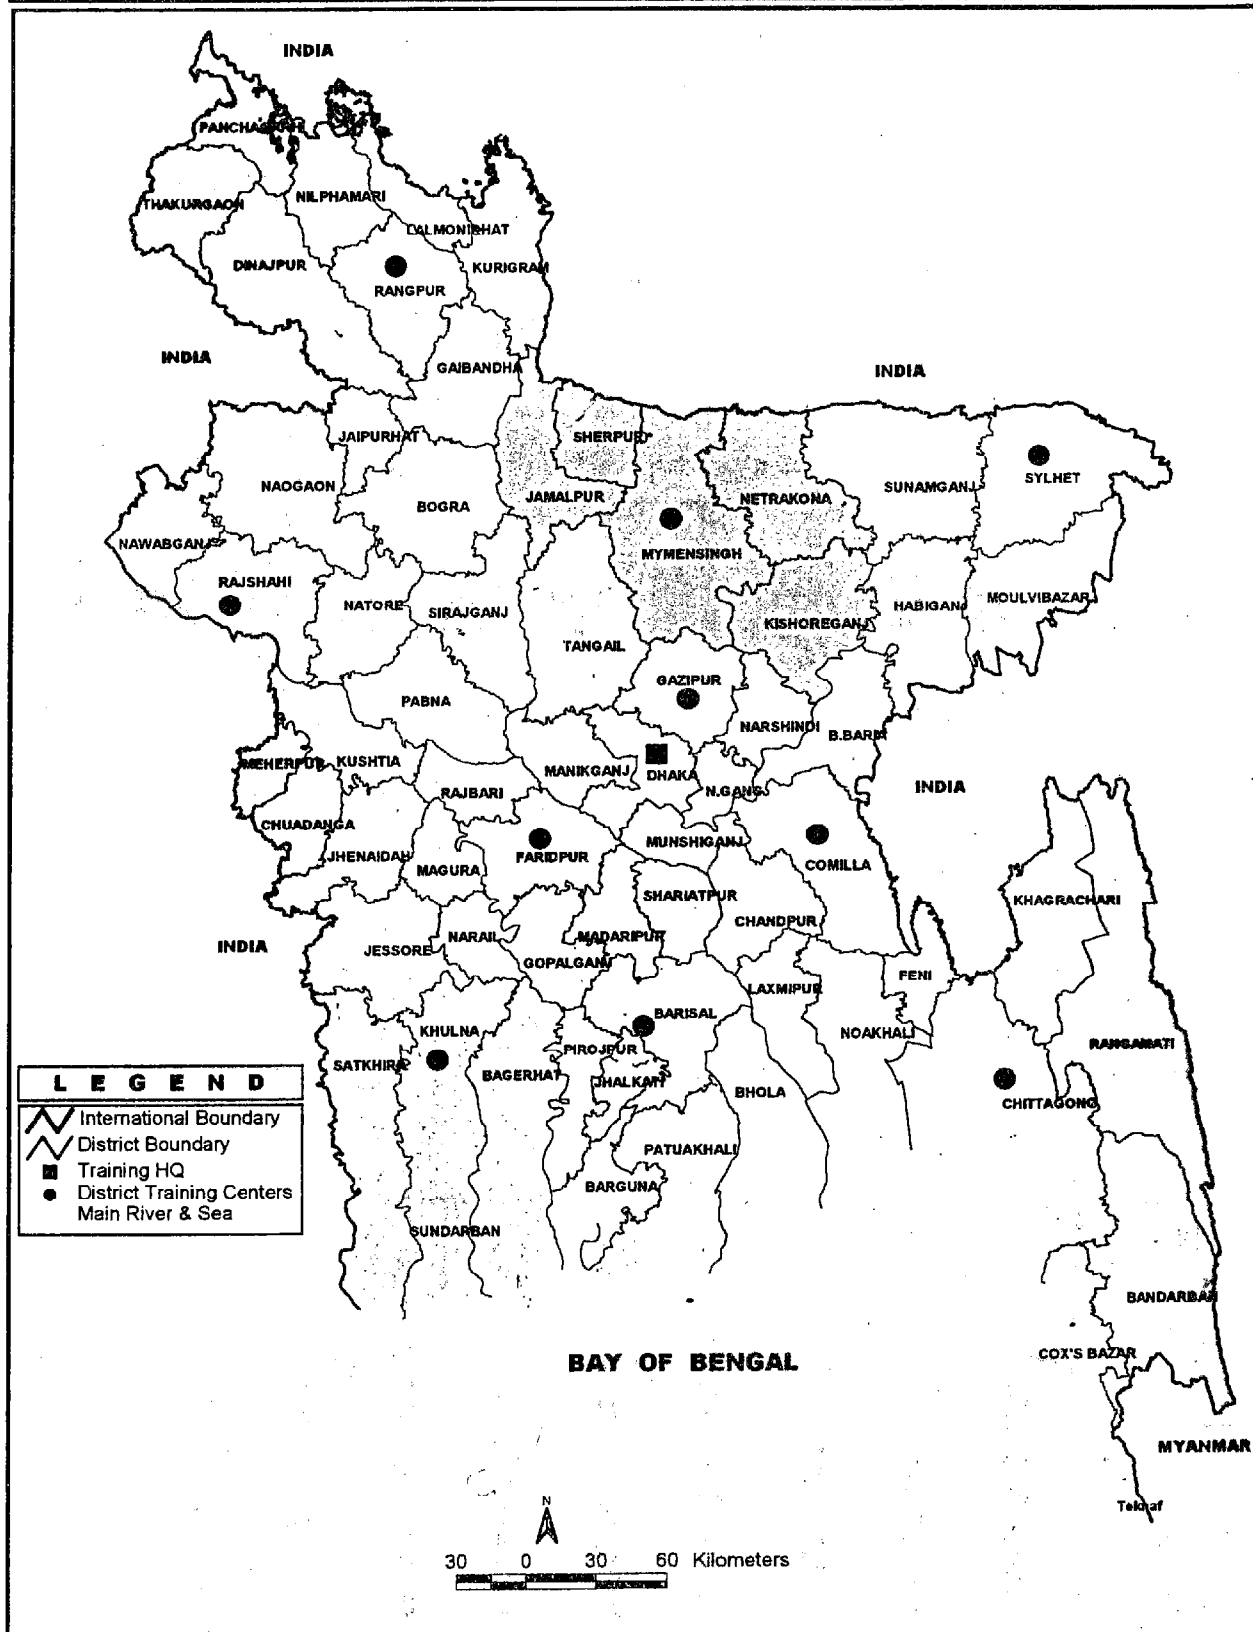 INDIA
PANCHAGARH
THAKURGAON
NILPHAMARI
LALMONIRHAT
DINAJPUR
KURIGRAM
RANGPUR
INDIA
GAIBANDHA
INDIA
JAIPURHAT
SHERPUR
NAOGAON
BOGRA
JAMALPUR
NETRAKONA
SUNAMGANJ
SYLHET
NAWABGANJ
MYMENSINGH
RAJSHAHI
NATORE
SIRAJGANJ
HABIGANJ
MOULVIBAZAR
KISHOREGANJ
TANGAIL
GAZIPUR
PABNA
NARSHINDI
B.BARIA
MEHERPUR
KUSHTIA
MANIKGANJ
DHAKA
INDIA
RAJBARI
N.GANG
CHUADANGA
MUNSHIGANJ
JHENAIDAH
MAGURA
FARIDPUR
COMILLA
SHARIATPUR
KHAGRACHARI
CHANDPUR
INDIA
JESSORE
NARAIL
MADARIPUR
GOPALGANJ
FENI
LAXMIPUR
KHULNA
BARISAL
NOAKHALI
RANGAMATI
SATKHIRA
PIROJPUR
BAGERHAT
JHALKATI
BHOLA
CHITTAGONG
LEGEND
International Boundary
District Boundary
Training HQ
District Training Centers
Main River & Sea
PATUAKHALI
BARGUNA
SUNDARBAN
BANDARBAN
COX'S BAZAR
BAY OF BENGAL
MYANMAR
Teknaf
N
30 0 30 60 Kilometers